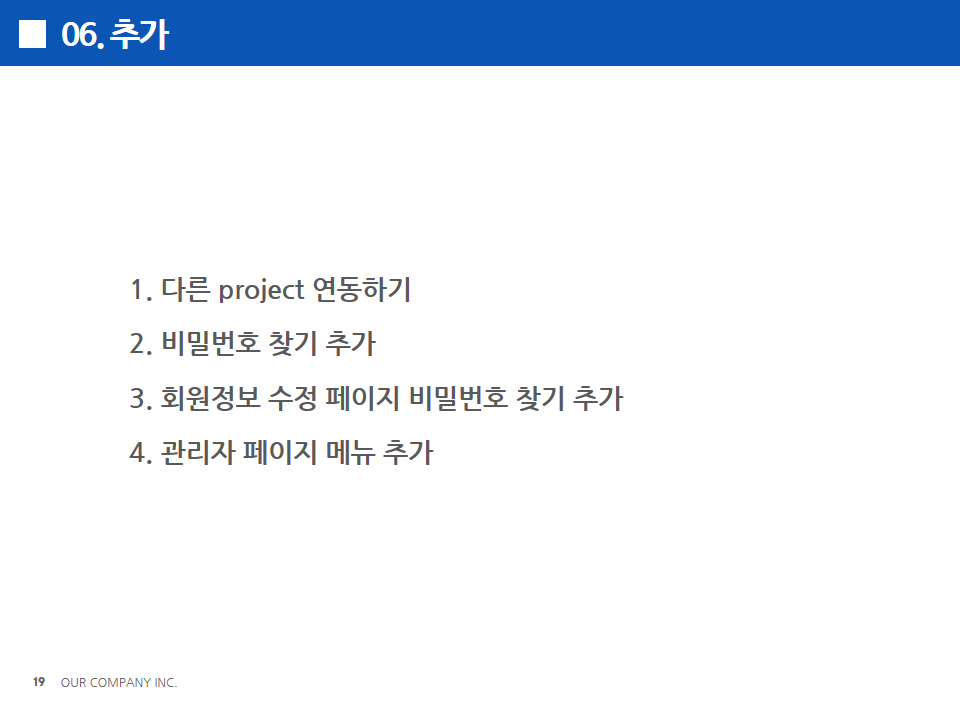 06. 추가
1. 다른 project 연동하기
2. 비밀번호 찾기 추가
3. 회원정보 수정 페이지 비밀번호 찾기 추가
4. 관리자 페이지 메뉴 추가
19 OUR COMPANY INC.